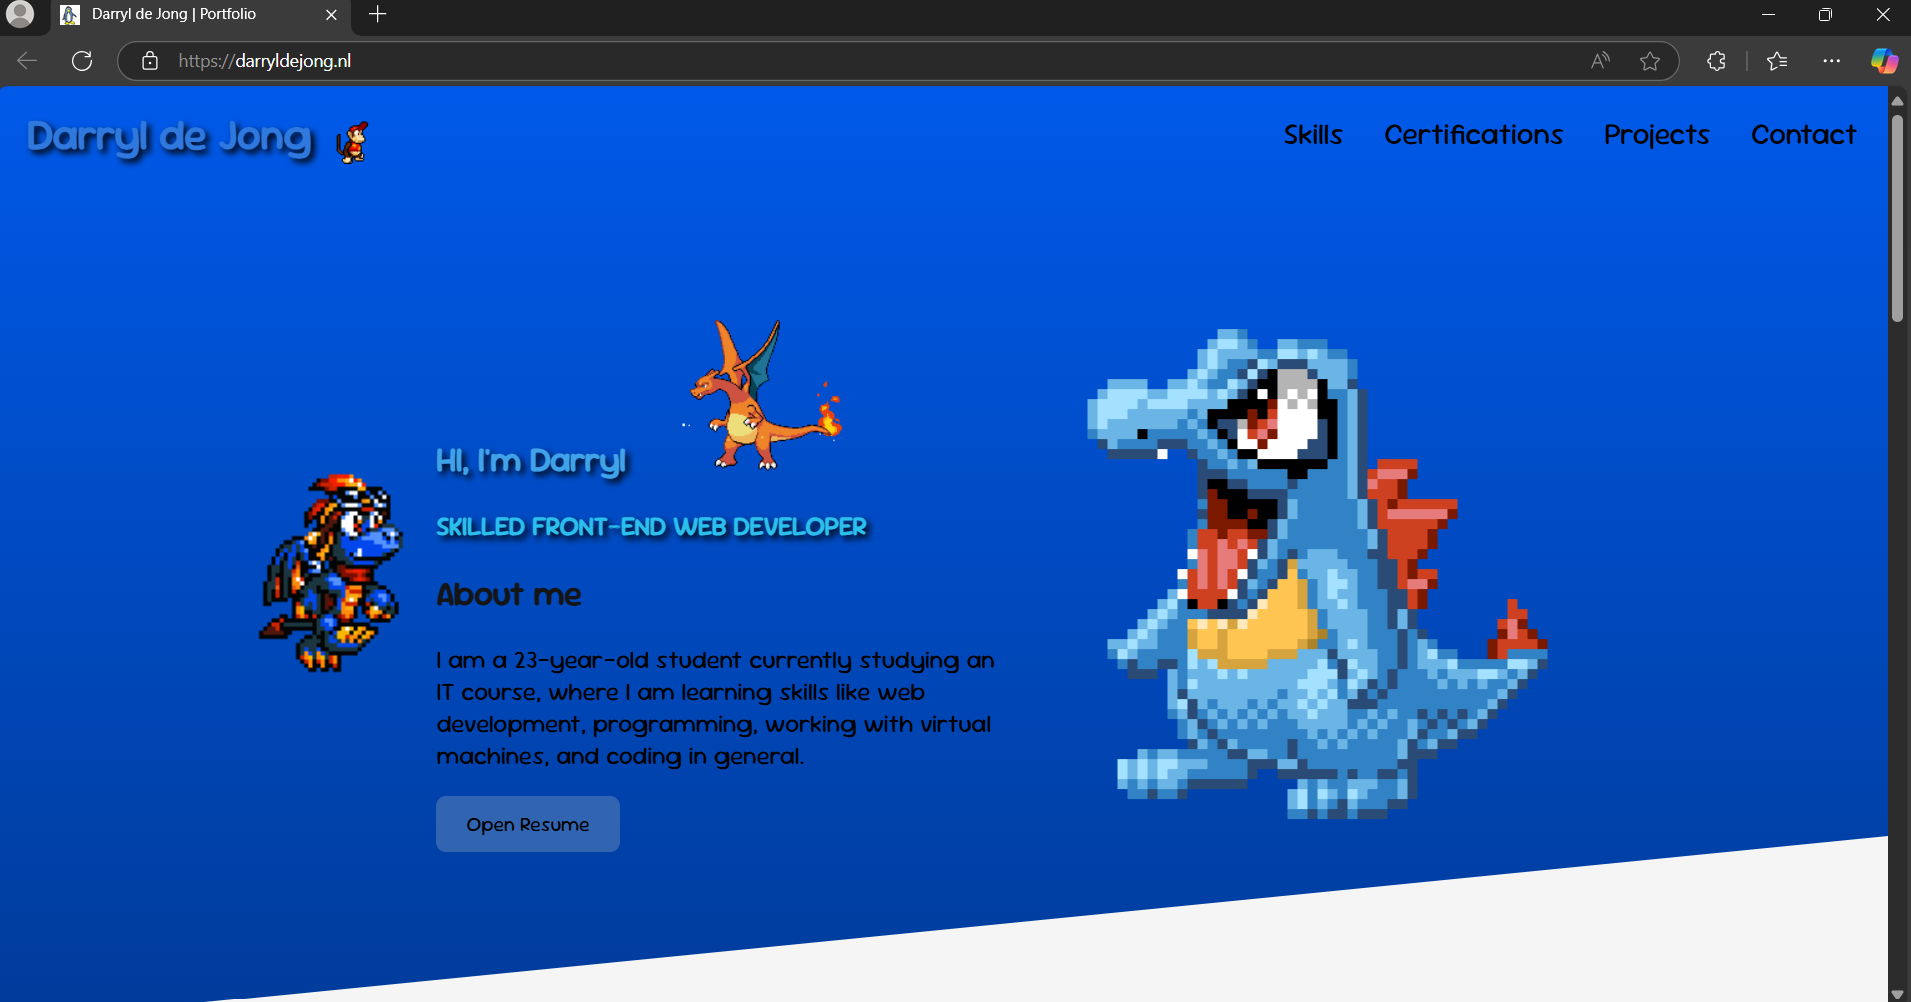 Darryl de Jong | Portfolio
https://darryldejong.nl
Darryl de Jong
Skills Certifications Projects Contact
Hi, I'm Darryl
SKILLED FRONT-END WEB DEVELOPER
About me
I am a 23-year-old student currently studying an
IT course, where I am learning skills like web
development, programming, working with virtual
machines, and coding in general.
Open Resume